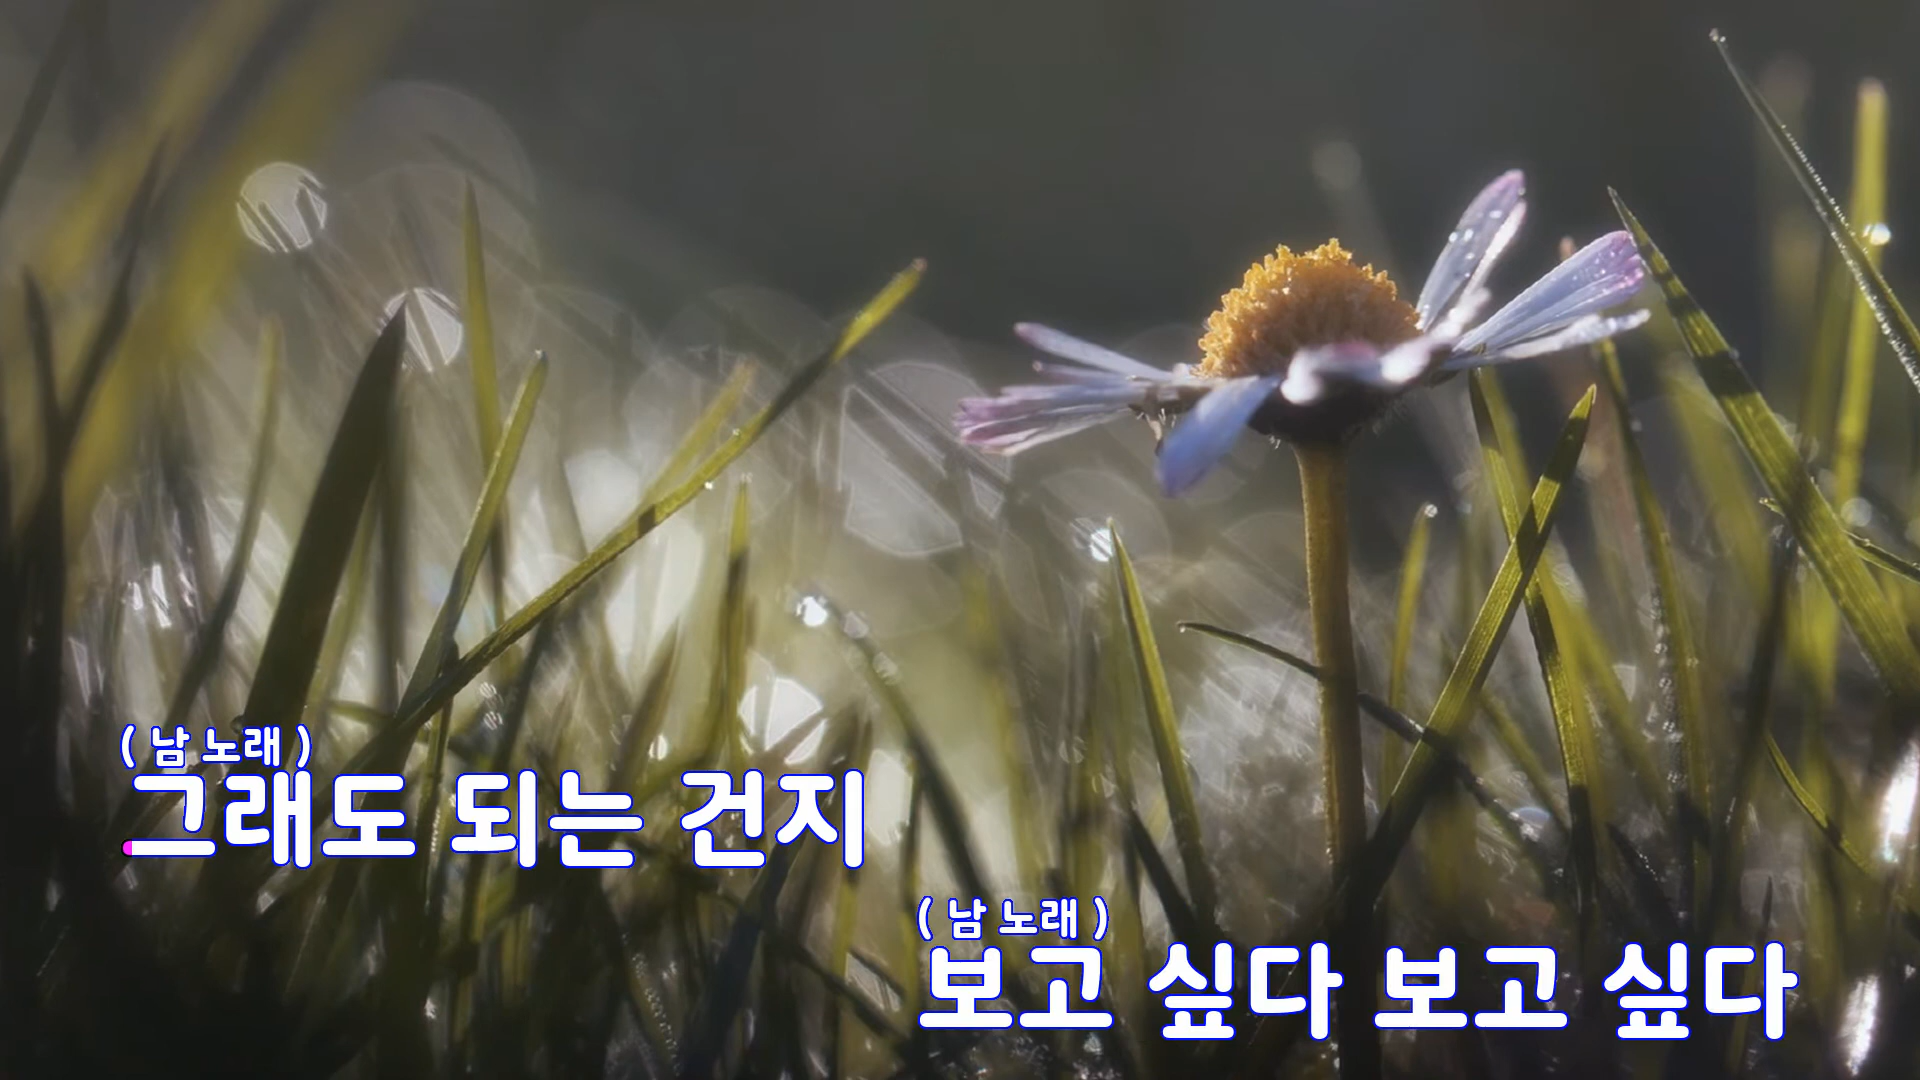 ( 남 노래 )
그래도 되는 건지
( 남 노래 )
보고 싶다 보고 싶다